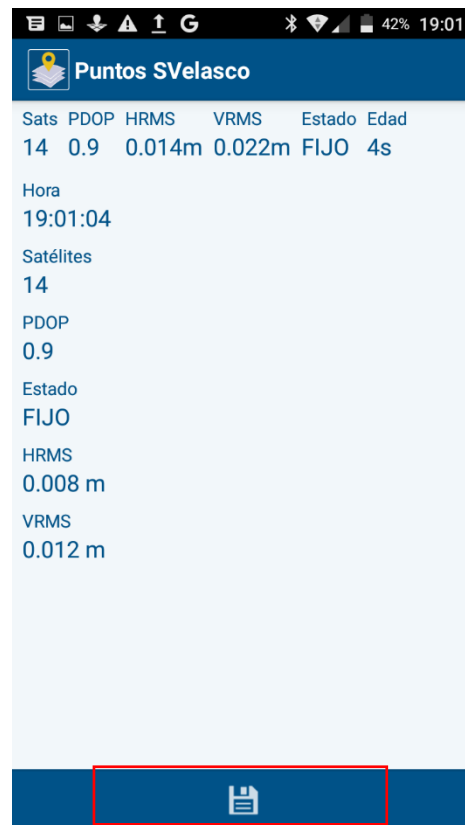 42% 19:01
Puntos SVelasco
Sats PDOP HRMS VRMS Estado Edad
14 0.9 0.014m 0.022m FIJO 4s
Hora
19:01:04
Satélites
14
PDOP
0.9
Estado
FIJO
HRMS
0.008 m
VRMS
0.012 m